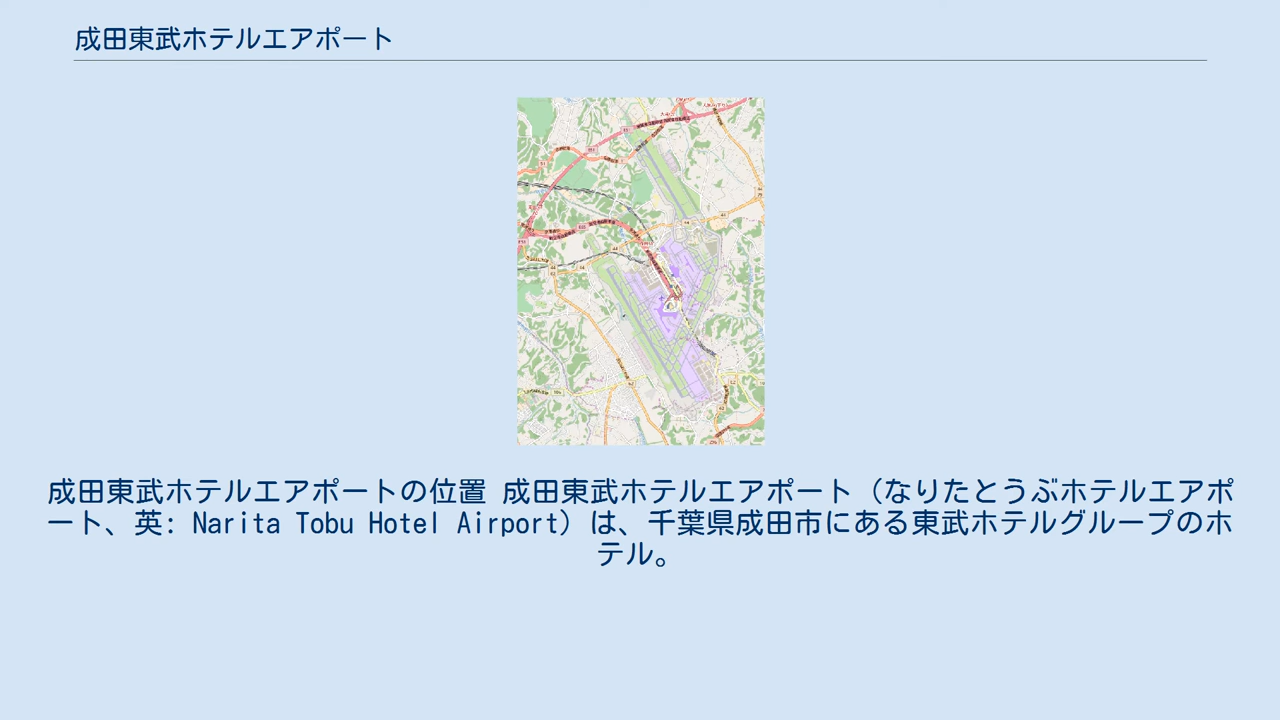 成田東武ホテルエアポート
成田東武ホテルエアポートの位置 成田東武ホテルエアポート（なりたとうぶホテルエアポ
ート、英: Narita Tobu Hotel Airport）は、千葉県成田市にある東武ホテルグループのホ
テル。